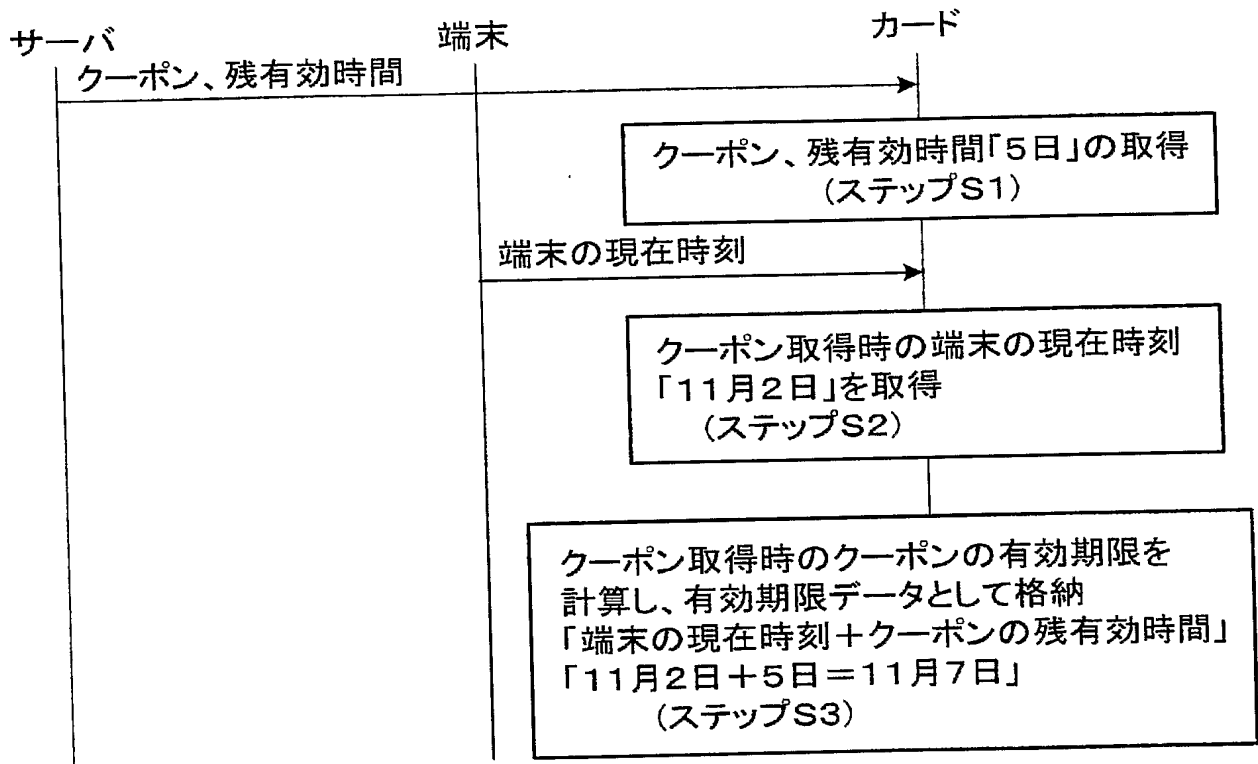 サーバ
端末
カード
クーポン、残有効時間
クーポン、残有効時間「5日」の取得
(ステップS1)
端末の現在時刻
クーポン取得時の端末の現在時刻
「11月2日」を取得
(ステップS2)
クーポン取得時のクーポンの有効期限を
計算し、有効期限データとして格納
「端末の現在時刻+クーポンの残有効時間」
「11月2日+5日=11月7日」
(ステップS3)